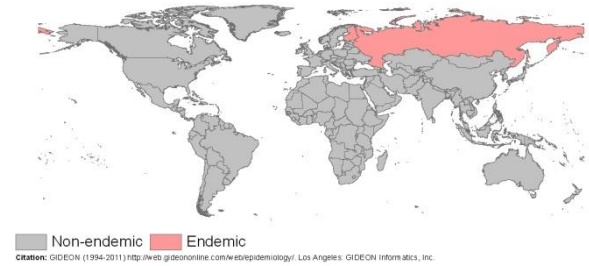 Non-endemic Endemic
Citation: GIDEON (1994-2011) http://web.gideononline.com/web/epidemiology/. Los Angeles: GIDEON Informatics, Inc.